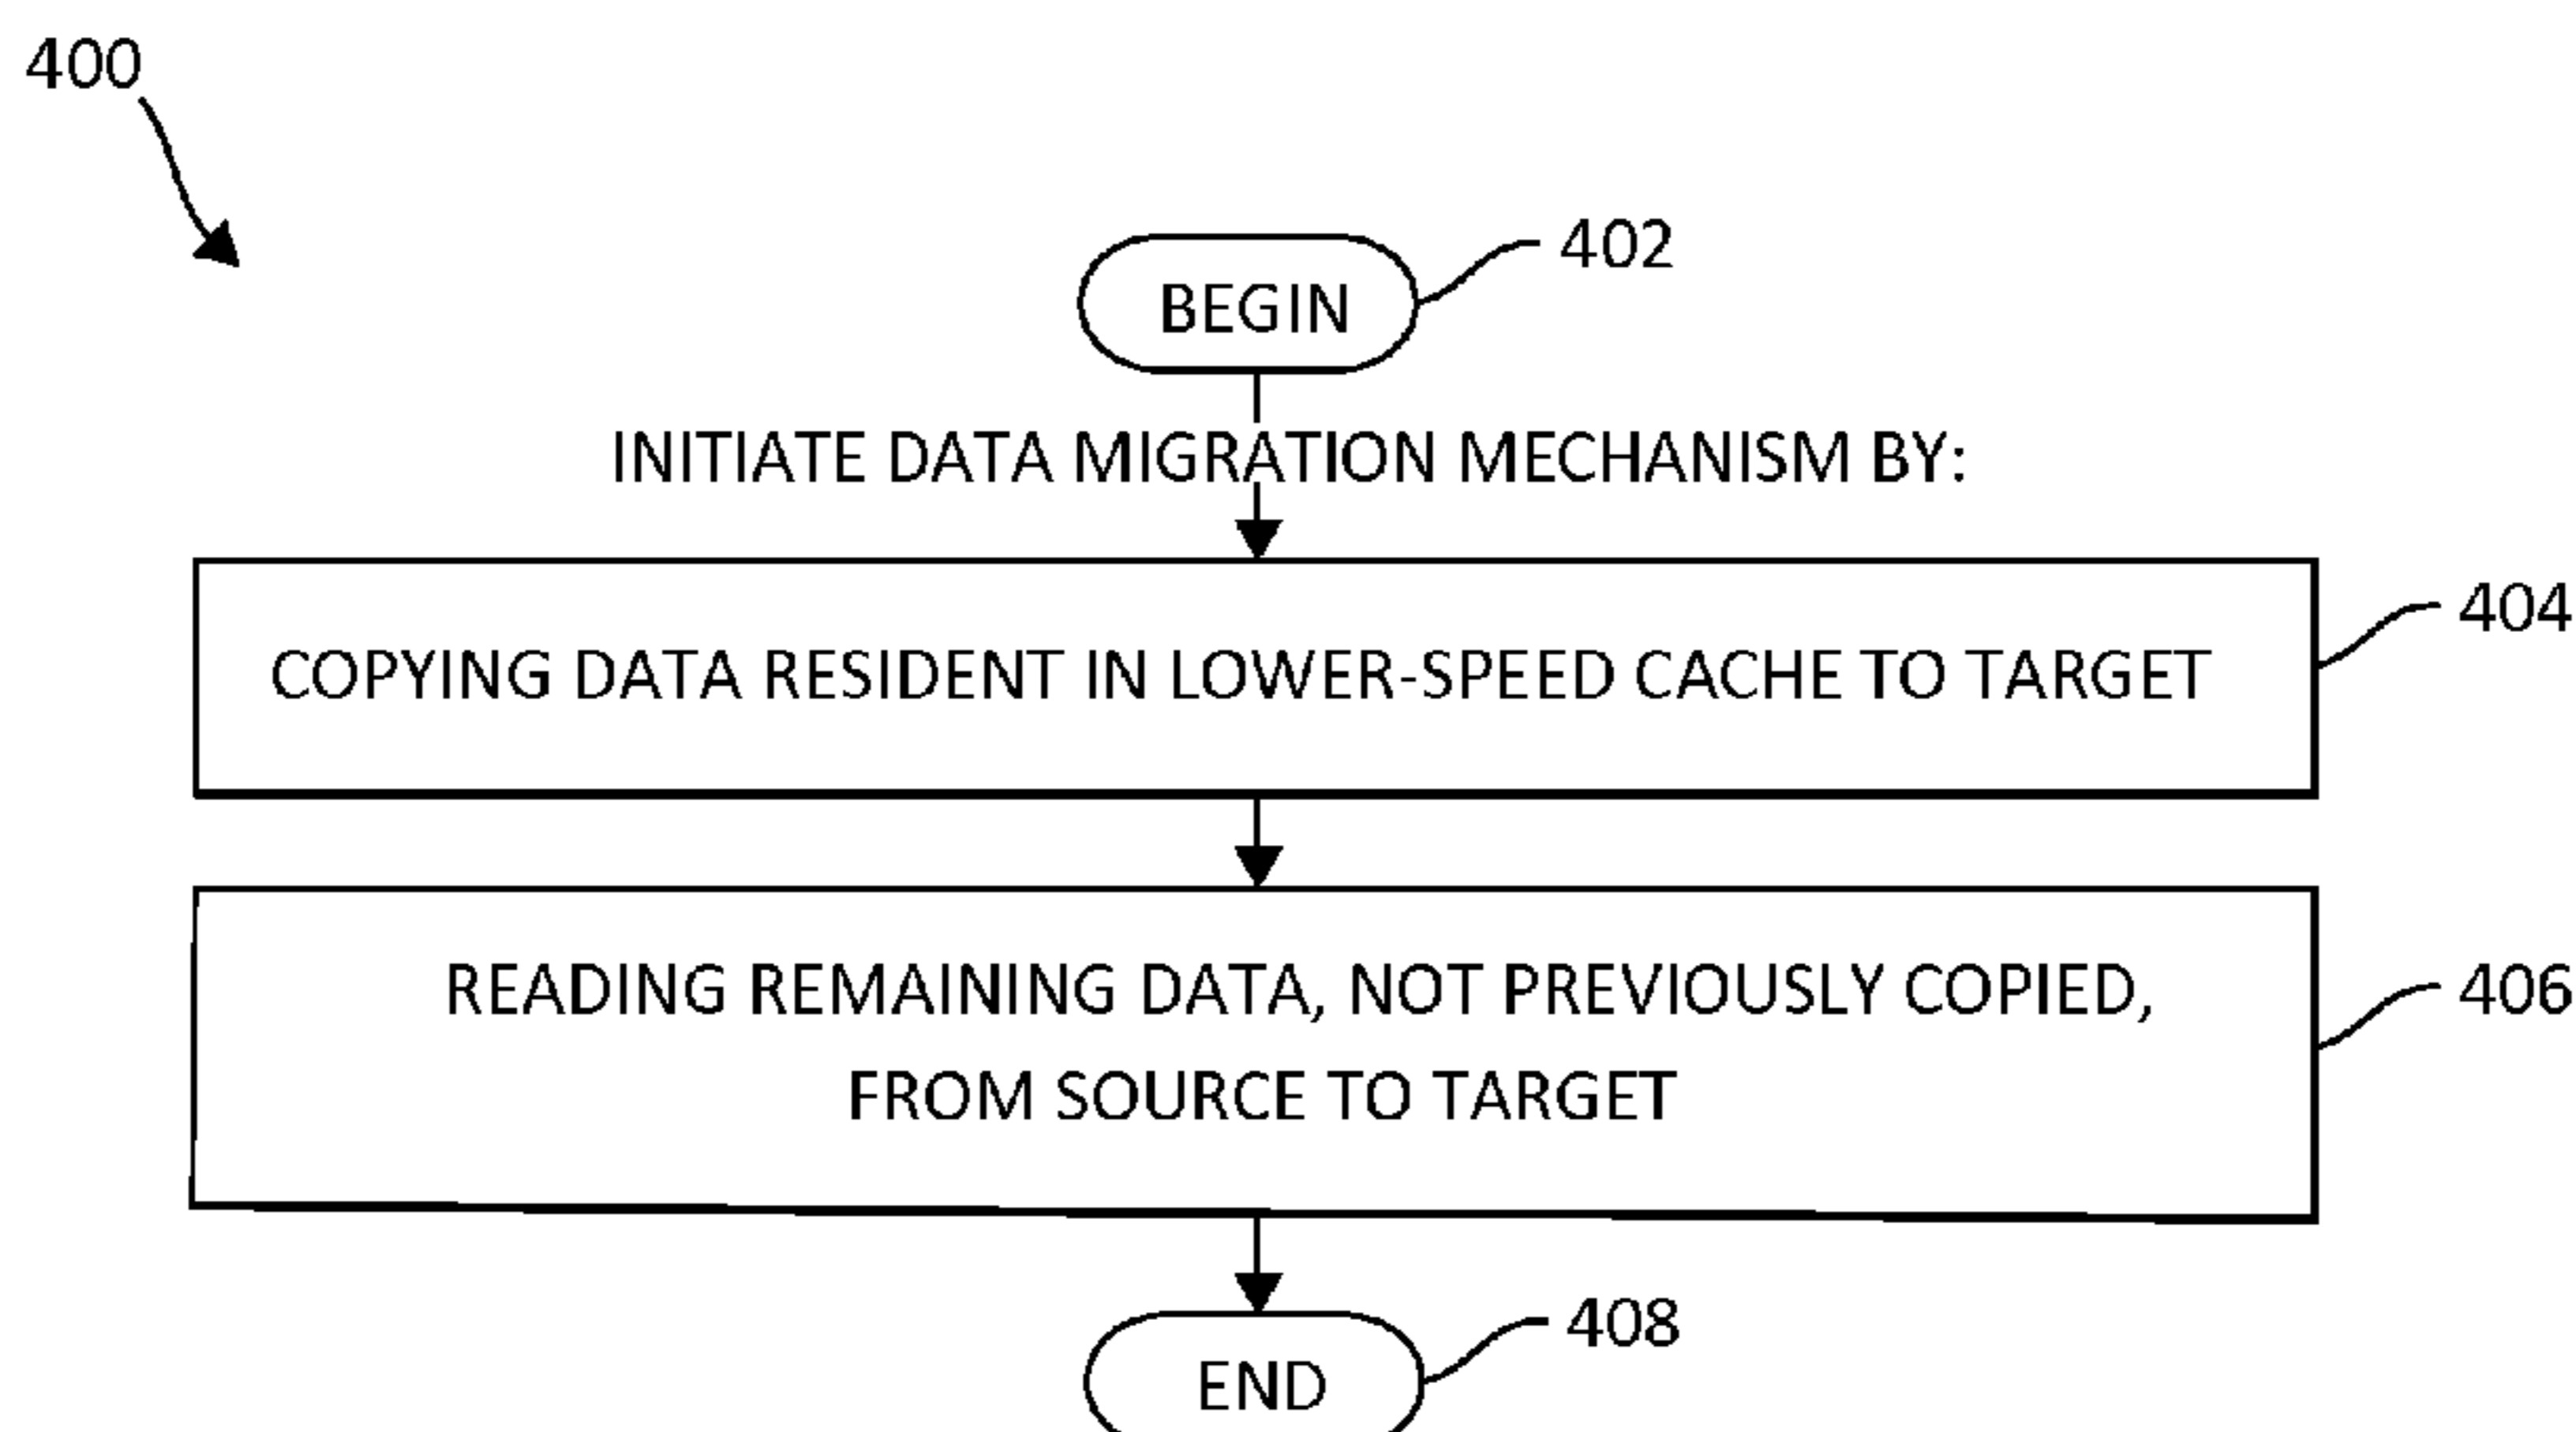 400
402
BEGIN
INITIATE DATA MIGRATION MECHANISM BY:
404
COPYING DATA RESIDENT IN LOWER-SPEED CACHE TO TARGET
406
READING REMAINING DATA, NOT PREVIOUSLY COPIED,
FROM SOURCE TO TARGET
408
END